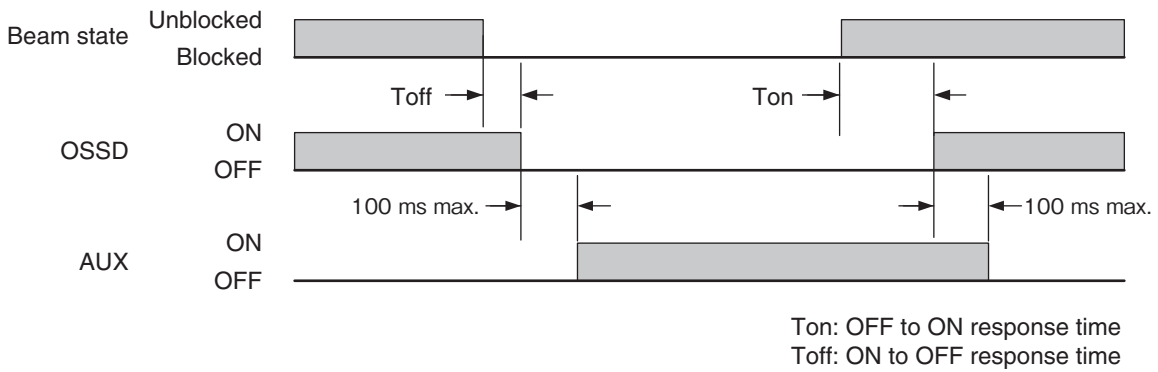 Beam state
Unblocked
Blocked
Toff
Ton
OSSD
ON
OFF
100 ms max.
100 ms max.
AUX
ON
OFF
Ton: OFF to ON response time
Toff: ON to OFF response time